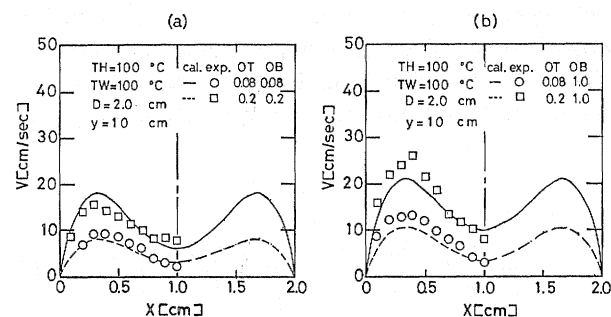 (a)
50
40
30
20
10
0
V[cm/sec]
TH=100 °C
TW=100 °C
D=2.0 cm
y=1.0 cm
cal. exp. OT OB
0.08 0.08
0.2 0.2
0 0.5 1.0 1.5 2.0
X[cm]
(b)
50
40
30
20
10
0
V[cm/sec]
TH=100 °C
TW=100 °C
D=2.0 cm
y=1.0 cm
cal. exp. OT OB
0.08 1.0
0.2 1.0
0 0.5 1.0 1.5 2.0
X[cm]